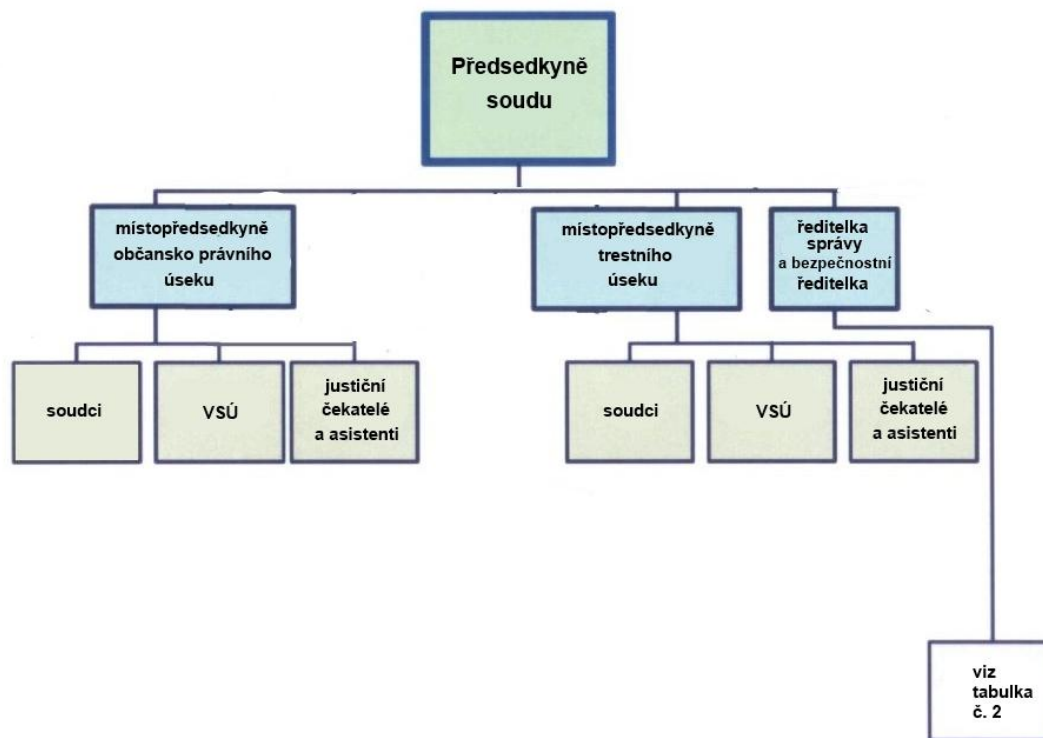 Předsedkyně
soudu
místopředsedkyně
občansko právního
úseku
místopředsedkyně
trestního
úseku
ředitelka
správy
a bezpečnostní
ředitelka
soudci
VSÚ
justiční
čekatelé
a asistenti
soudci
VSÚ
justiční
čekatelé
a asistenti
viz
tabulka
č. 2